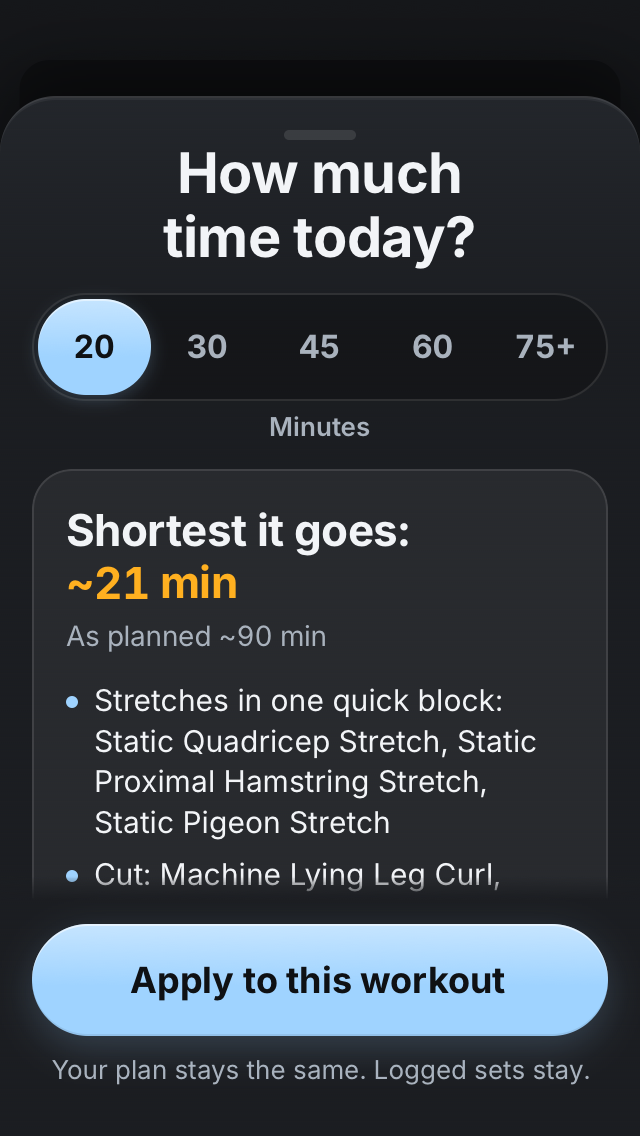 How much
time today?
20 30 45 60 75+
Minutes
Shortest it goes:
~21 min
As planned ~90 min
Stretches in one quick block:
Static Quadricep Stretch, Static
Proximal Hamstring Stretch,
Static Pigeon Stretch
Cut: Machine Lying Leg Curl,
Apply to this workout
Your plan stays the same. Logged sets stay.